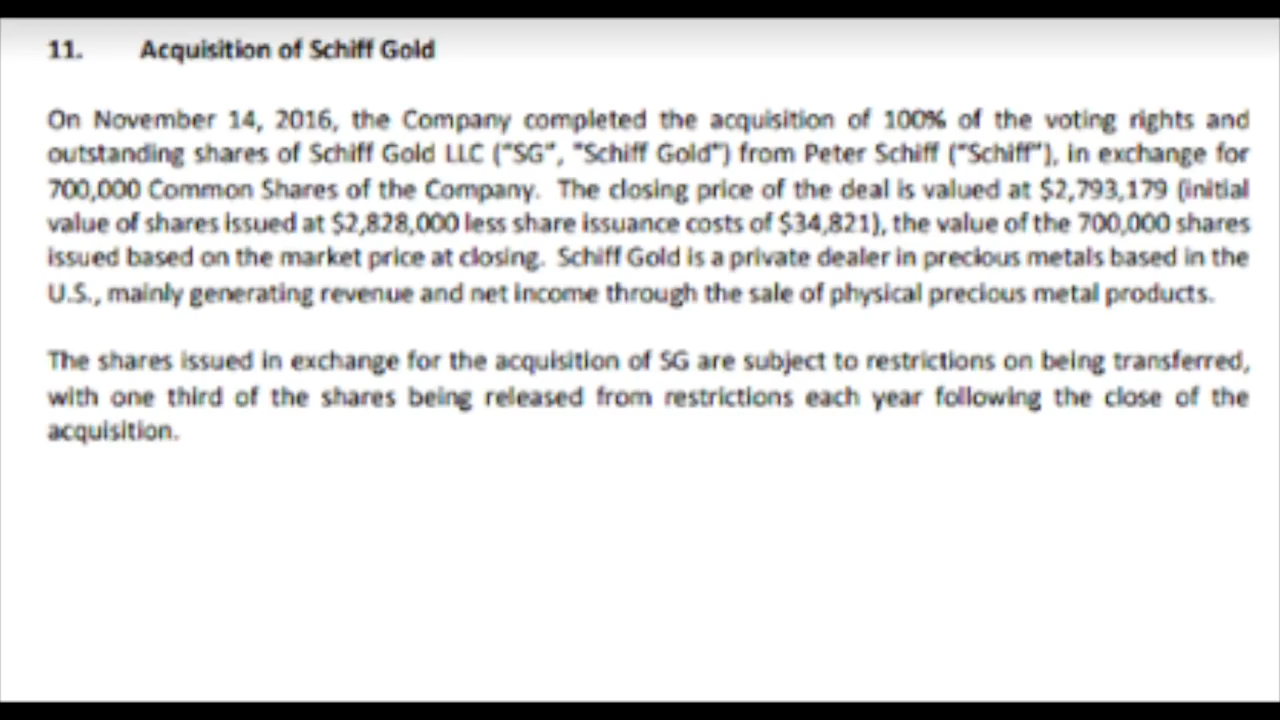 11. Acquisition of Schiff Gold
On November 14, 2016, the Company completed the acquisition of 100% of the voting rights and
outstanding shares of Schiff Gold LLC ("SG", "Schiff Gold") from Peter Schiff ("Schiff"), in exchange for
700,000 Common Shares of the Company. The closing price of the deal is valued at $2,793,179 (initial
value of shares issued at $2,828,000 less share issuance costs of $34,821), the value of the 700,000 shares
issued based on the market price at closing. Schiff Gold is a private dealer in precious metals based in the
U.S., mainly generating revenue and net income through the sale of physical precious metal products.
The shares issued in exchange for the acquisition of SG are subject to restrictions on being transferred,
with one third of the shares being released from restrictions each year following the close of the
acquisition.